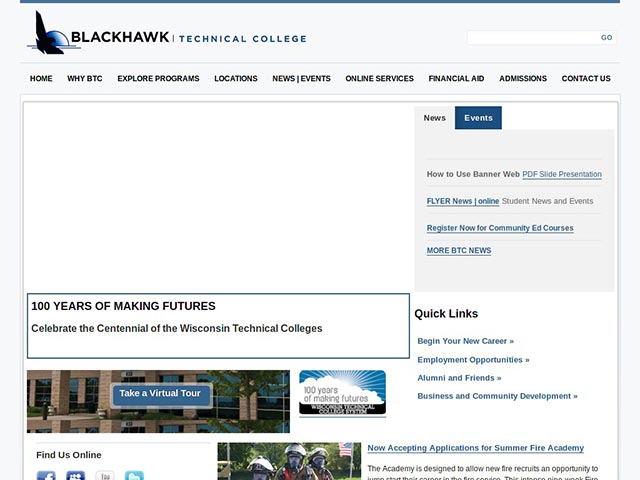 BLACKHAWK | TECHNICAL COLLEGE
GO
HOME WHY BTC EXPLORE PROGRAMS LOCATIONS NEWS | EVENTS ONLINE SERVICES FINANCIAL AID ADMISSIONS CONTACT US
News Events
How to Use Banner Web PDF Slide Presentation
FLYER News | online Student News and Events
Register Now for Community Ed Courses
MORE BTC NEWS
100 YEARS OF MAKING FUTURES
Celebrate the Centennial of the Wisconsin Technical Colleges
Quick Links
Begin Your New Career »
Employment Opportunities »
Alumni and Friends »
Business and Community Development »
Take a Virtual Tour
100 years
of making futures
WISCONSIN TECHNICAL
COLLEGE SYSTEM
Find Us Online
You
Now Accepting Applications for Summer Fire Academy
The Academy is designed to allow new fire recruits an opportunity to
jump start their career in the fire service. This intense nine-week Fire